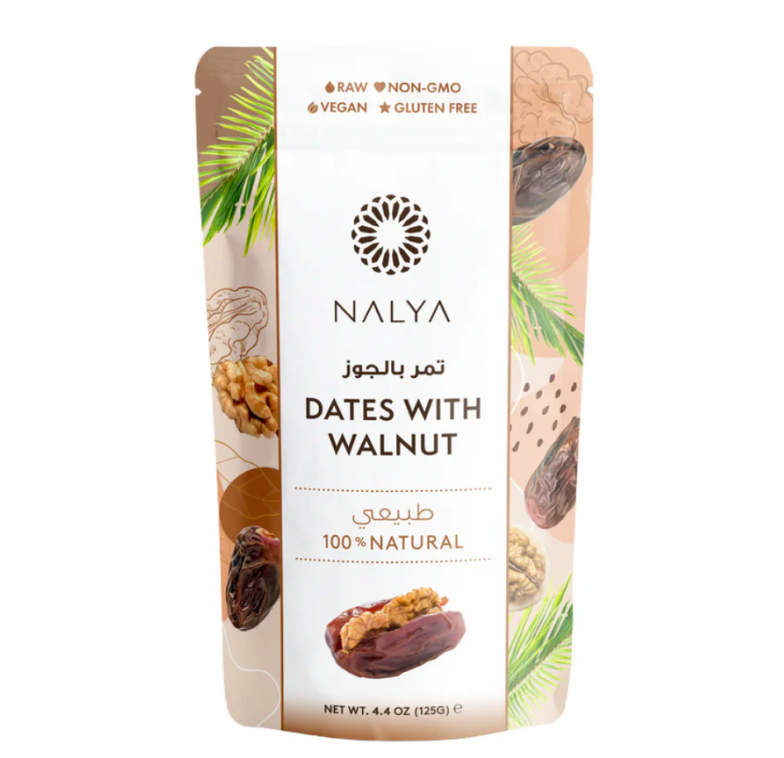 RAW NON-GMO
VEGAN GLUTEN FREE
NALYA
تمر بالجوز
DATES WITH
WALNUT
طبيعي
100% NATURAL
NET WT. 4.4 OZ (125G) ℮